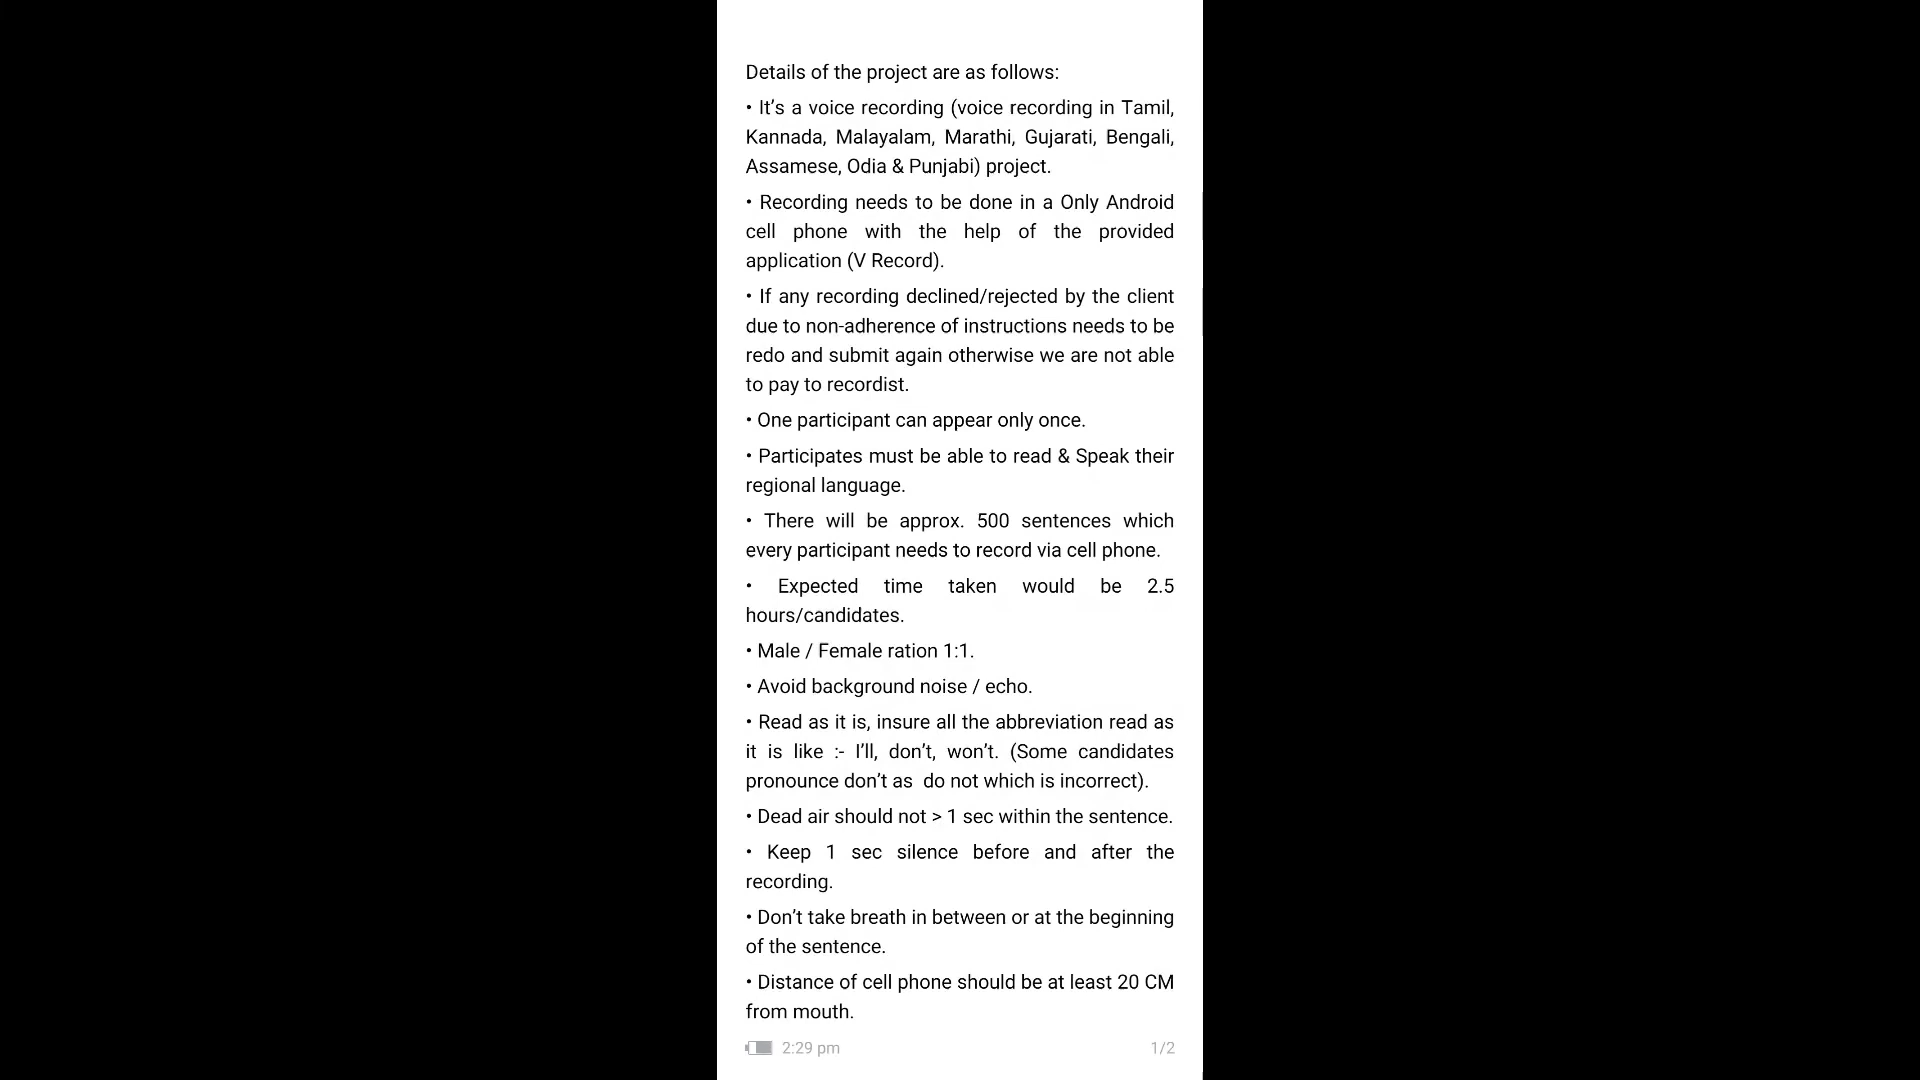 Details of the project are as follows:
• It’s a voice recording (voice recording in Tamil,
Kannada, Malayalam, Marathi, Gujarati, Bengali,
Assamese, Odia & Punjabi) project.
• Recording needs to be done in a Only Android
cell phone with the help of the provided
application (V Record).
• If any recording declined/rejected by the client
due to non-adherence of instructions needs to be
redo and submit again otherwise we are not able
to pay to recordist.
• One participant can appear only once.
• Participates must be able to read & Speak their
regional language.
• There will be approx. 500 sentences which
every participant needs to record via cell phone.
• Expected time taken would be 2.5
hours/candidates.
• Male / Female ration 1:1.
• Avoid background noise / echo.
• Read as it is, insure all the abbreviation read as
it is like :- I’ll, don’t, won’t. (Some candidates
pronounce don’t as  do not which is incorrect).
• Dead air should not > 1 sec within the sentence.
• Keep 1 sec silence before and after the
recording.
• Don’t take breath in between or at the beginning
of the sentence.
• Distance of cell phone should be at least 20 CM
from mouth.
2:29 pm 1/2